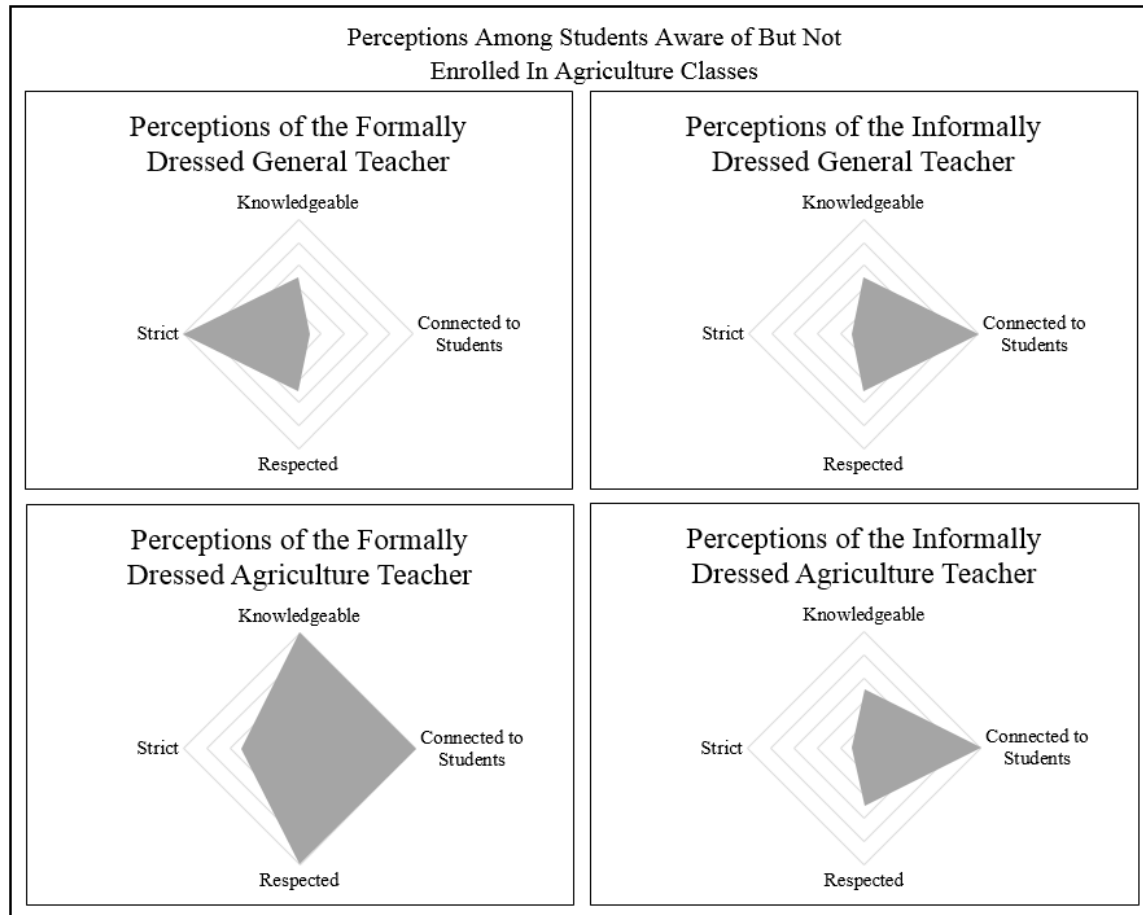 Perceptions Among Students Aware of But Not
Enrolled In Agriculture Classes
Perceptions of the Formally
Dressed General Teacher
Knowledgeable
Strict
Connected to
Students
Respected
Perceptions of the Informally
Dressed General Teacher
Knowledgeable
Strict
Connected to
Students
Respected
Perceptions of the Formally
Dressed Agriculture Teacher
Knowledgeable
Strict
Connected to
Students
Respected
Perceptions of the Informally
Dressed Agriculture Teacher
Knowledgeable
Strict
Connected to
Students
Respected